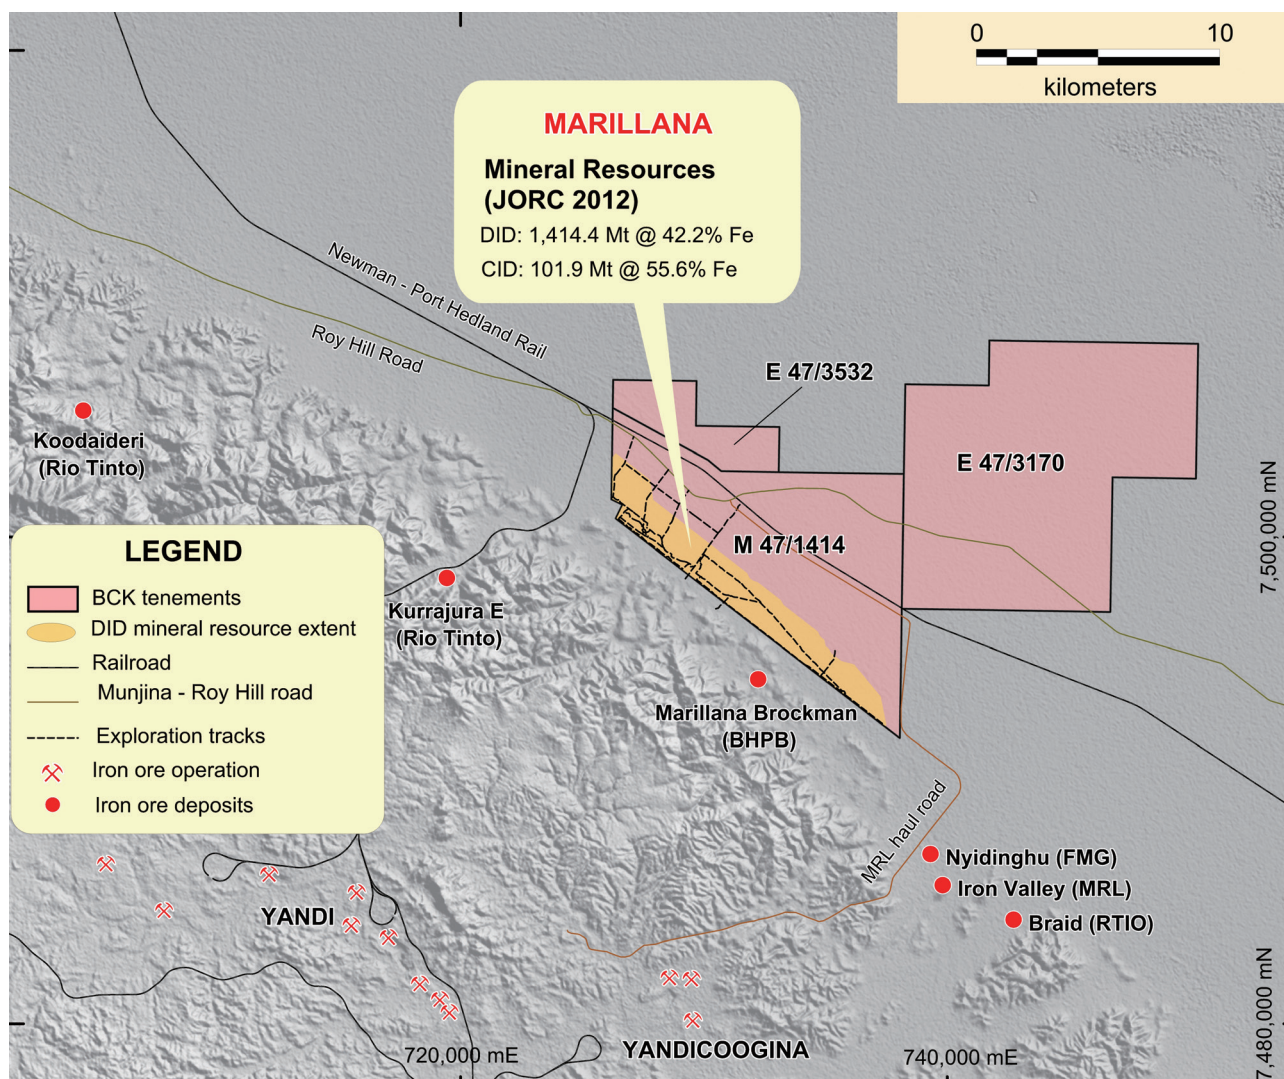 0 10
kilometers
MARILLANA
Mineral Resources
(JORC 2012)
DID: 1,414.4 Mt @ 42.2% Fe
CID: 101.9 Mt @ 55.6% Fe
Newman - Port Hedland Rail
Roy Hill Road
E 47/3532
E 47/3170
M 47/1414
Koodaideri
(Rio Tinto)
Kurrajura E
(Rio Tinto)
Marillana Brockman
(BHPB)
7,500,000 mN
LEGEND
BCK tenements
DID mineral resource extent
Railroad
Munjina - Roy Hill road
Exploration tracks
Iron ore operation
Iron ore deposits
MRL haul road
Nyidinghu (FMG)
Iron Valley (MRL)
Braid (RTIO)
YANDI
YANDICOOGINA
720,000 mE
740,000 mE
7,480,000 mN